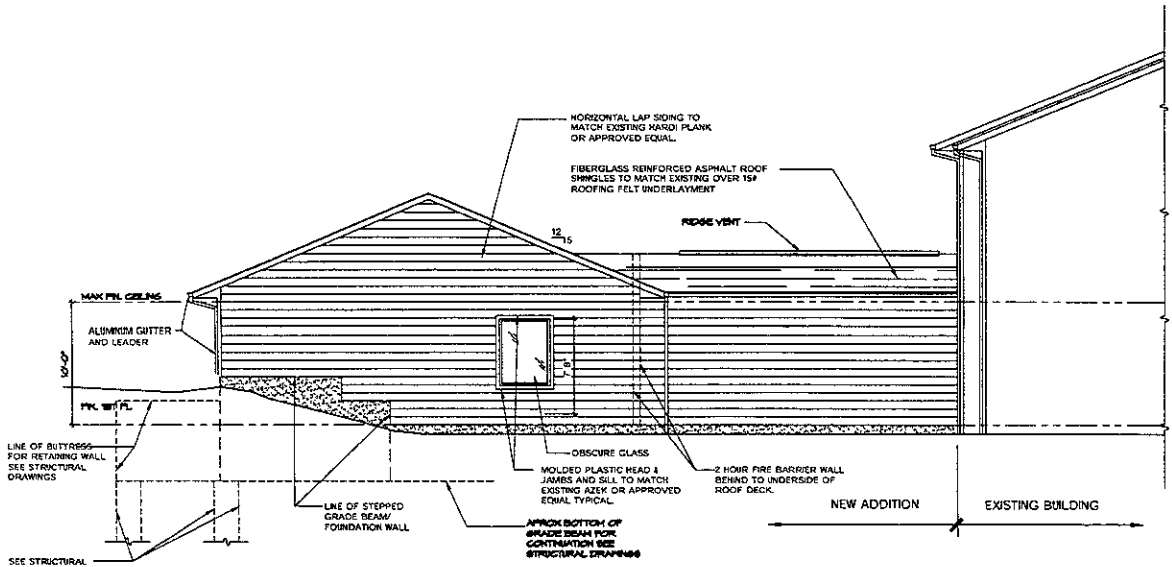 HORIZONTAL LAP SIDING TO
MATCH EXISTING HARDI PLANK
OR APPROVED EQUAL.
FIBERGLASS REINFORCED ASPHALT ROOF
SHINGLES TO MATCH EXISTING OVER 15#
ROOFING FELT UNDERLAYMENT
RIDGE VENT
12
15
MAX FIN. CEILING
ALUMINUM GUTTER
AND LEADER
10'-0"
7'-8"
FIN. 1ST FL.
LINE OF BUTTRESS
FOR RETAINING WALL
SEE STRUCTURAL
DRAWINGS
OBSCURE GLASS
MOLDED PLASTIC HEAD &
JAMBS AND SILL TO MATCH
EXISTING AZEK OR APPROVED
EQUAL TYPICAL.
2 HOUR FIRE BARRIER WALL
BEHIND TO UNDERSIDE OF
ROOF DECK.
LINE OF STEPPED
GRADE BEAM/
FOUNDATION WALL
APROX BOTTOM OF
GRADE BEAM FOR
CONTINUATION SEE
STRUCTURAL DRAWINGS
NEW ADDITION
EXISTING BUILDING
SEE STRUCTURAL